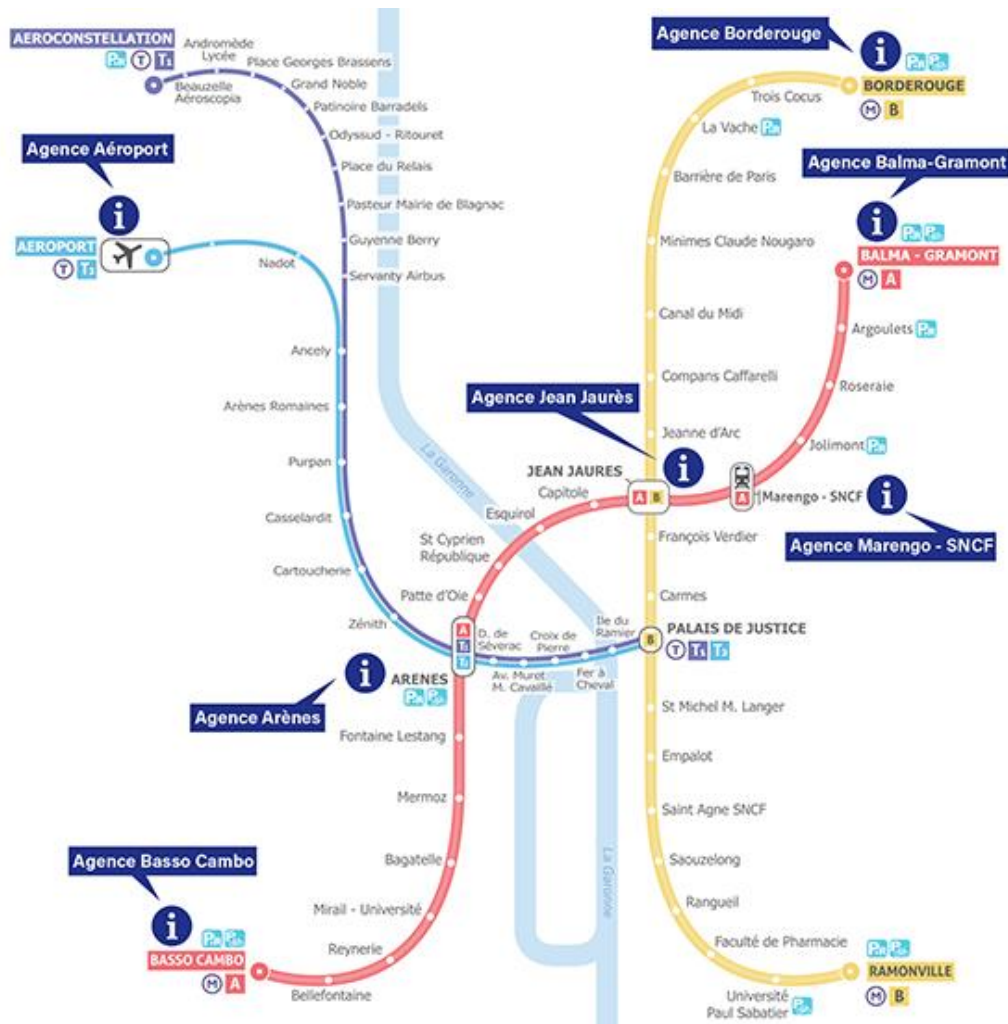 AEROCONSTELLATION
P+R T T1
Andromède
Lycée
Place Georges Brassens
Beauzelle
Aéroscopia
Grand Noble
Patinoire Barradels
Odyssud - Ritouret
Place du Relais
Pasteur Mairie de Blagnac
Guyenne Berry
Servanty Airbus
Agence Aéroport
i
AEROPORT
T T2
Nadot
Ancely
Arènes Romaines
Purpan
Casselardit
Cartoucherie
Zénith
Agence Borderouge
i
BORDEROUGE
M B
Trois Cocus
La Vache P+R
Barrière de Paris
Minimes Claude Nougaro
Canal du Midi
Compans Caffarelli
Jeanne d'Arc
Agence Balma-Gramont
i
BALMA - GRAMONT
M A
Argoulets P+R
Roseraie
Jolimont P+R
Agence Jean Jaurès
i
JEAN JAURES
A B
A
Marengo - SNCF
i
Agence Marengo - SNCF
La Garonne
Capitole
Esquirol
St Cyprien
République
Patte d'Oie
François Verdier
Carmes
A
T1
T2
ARENES
i
Agence Arènes
D. de
Séverac
Av. Muret
M. Cavaillé
Croix de
Pierre
Fer à
Cheval
Ile du
Ramier
B
PALAIS DE JUSTICE
T T1 T2
Fontaine Lestang
Mermoz
Bagatelle
Mirail - Université
Reynerie
Bellefontaine
Agence Basso Cambo
i
BASSO CAMBO
M A
St Michel M. Langer
Empalot
Saint Agne SNCF
Saouzelong
Rangueil
Faculté de Pharmacie
Université
Paul Sabatier
RAMONVILLE
M B
La Garonne